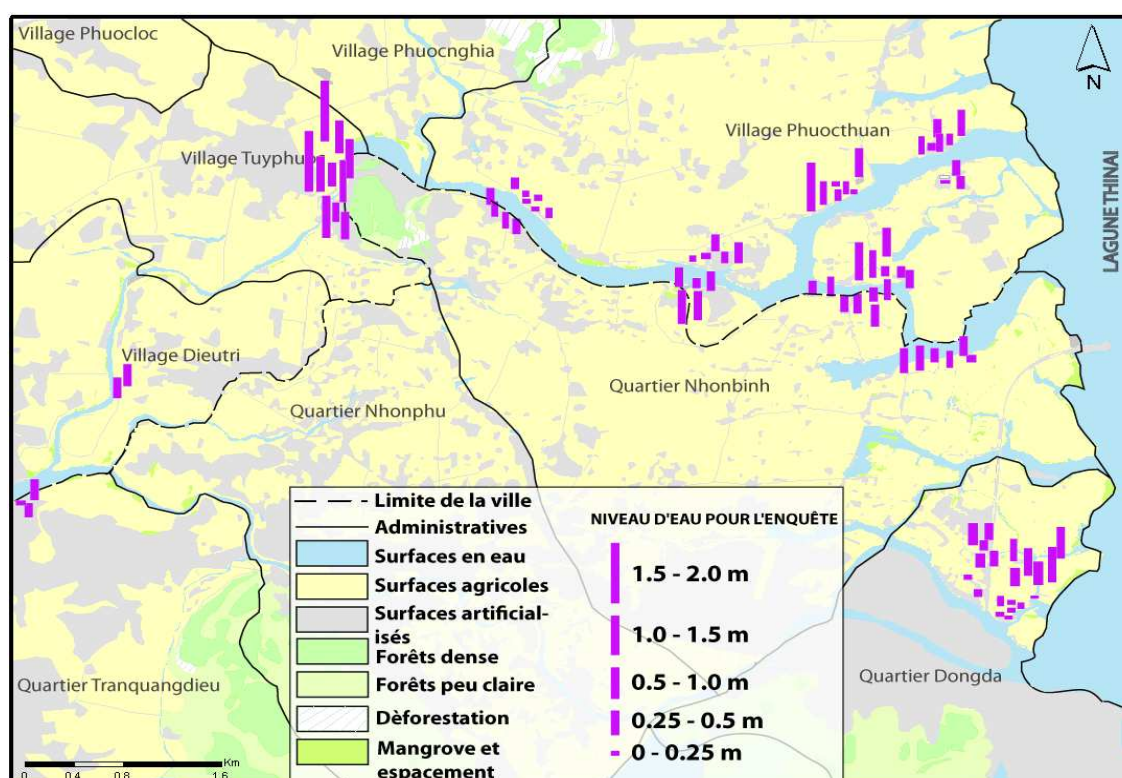 Village Phuocloc
Village Phuocnghia
N
Village Phuocthuan
Village Tuyphuo
LAGUNE THINAI
Village Dieutri
Quartier Nhonbinh
Quartier Nhonphu
Limite de la ville
Administratives
Surfaces en eau
Surfaces agricoles
Surfaces artificial-
isés
Forêts dense
Forêts peu claire
Dèforestation
Mangrove et
espacement
NIVEAU D'EAU POUR L'ENQUÊTE
1.5 - 2.0 m
1.0 - 1.5 m
0.5 - 1.0 m
0.25 - 0.5 m
0 - 0.25 m
Quartier Tranquangdieu
Quartier Dongda
Km
0 0.4 0.8 1.6